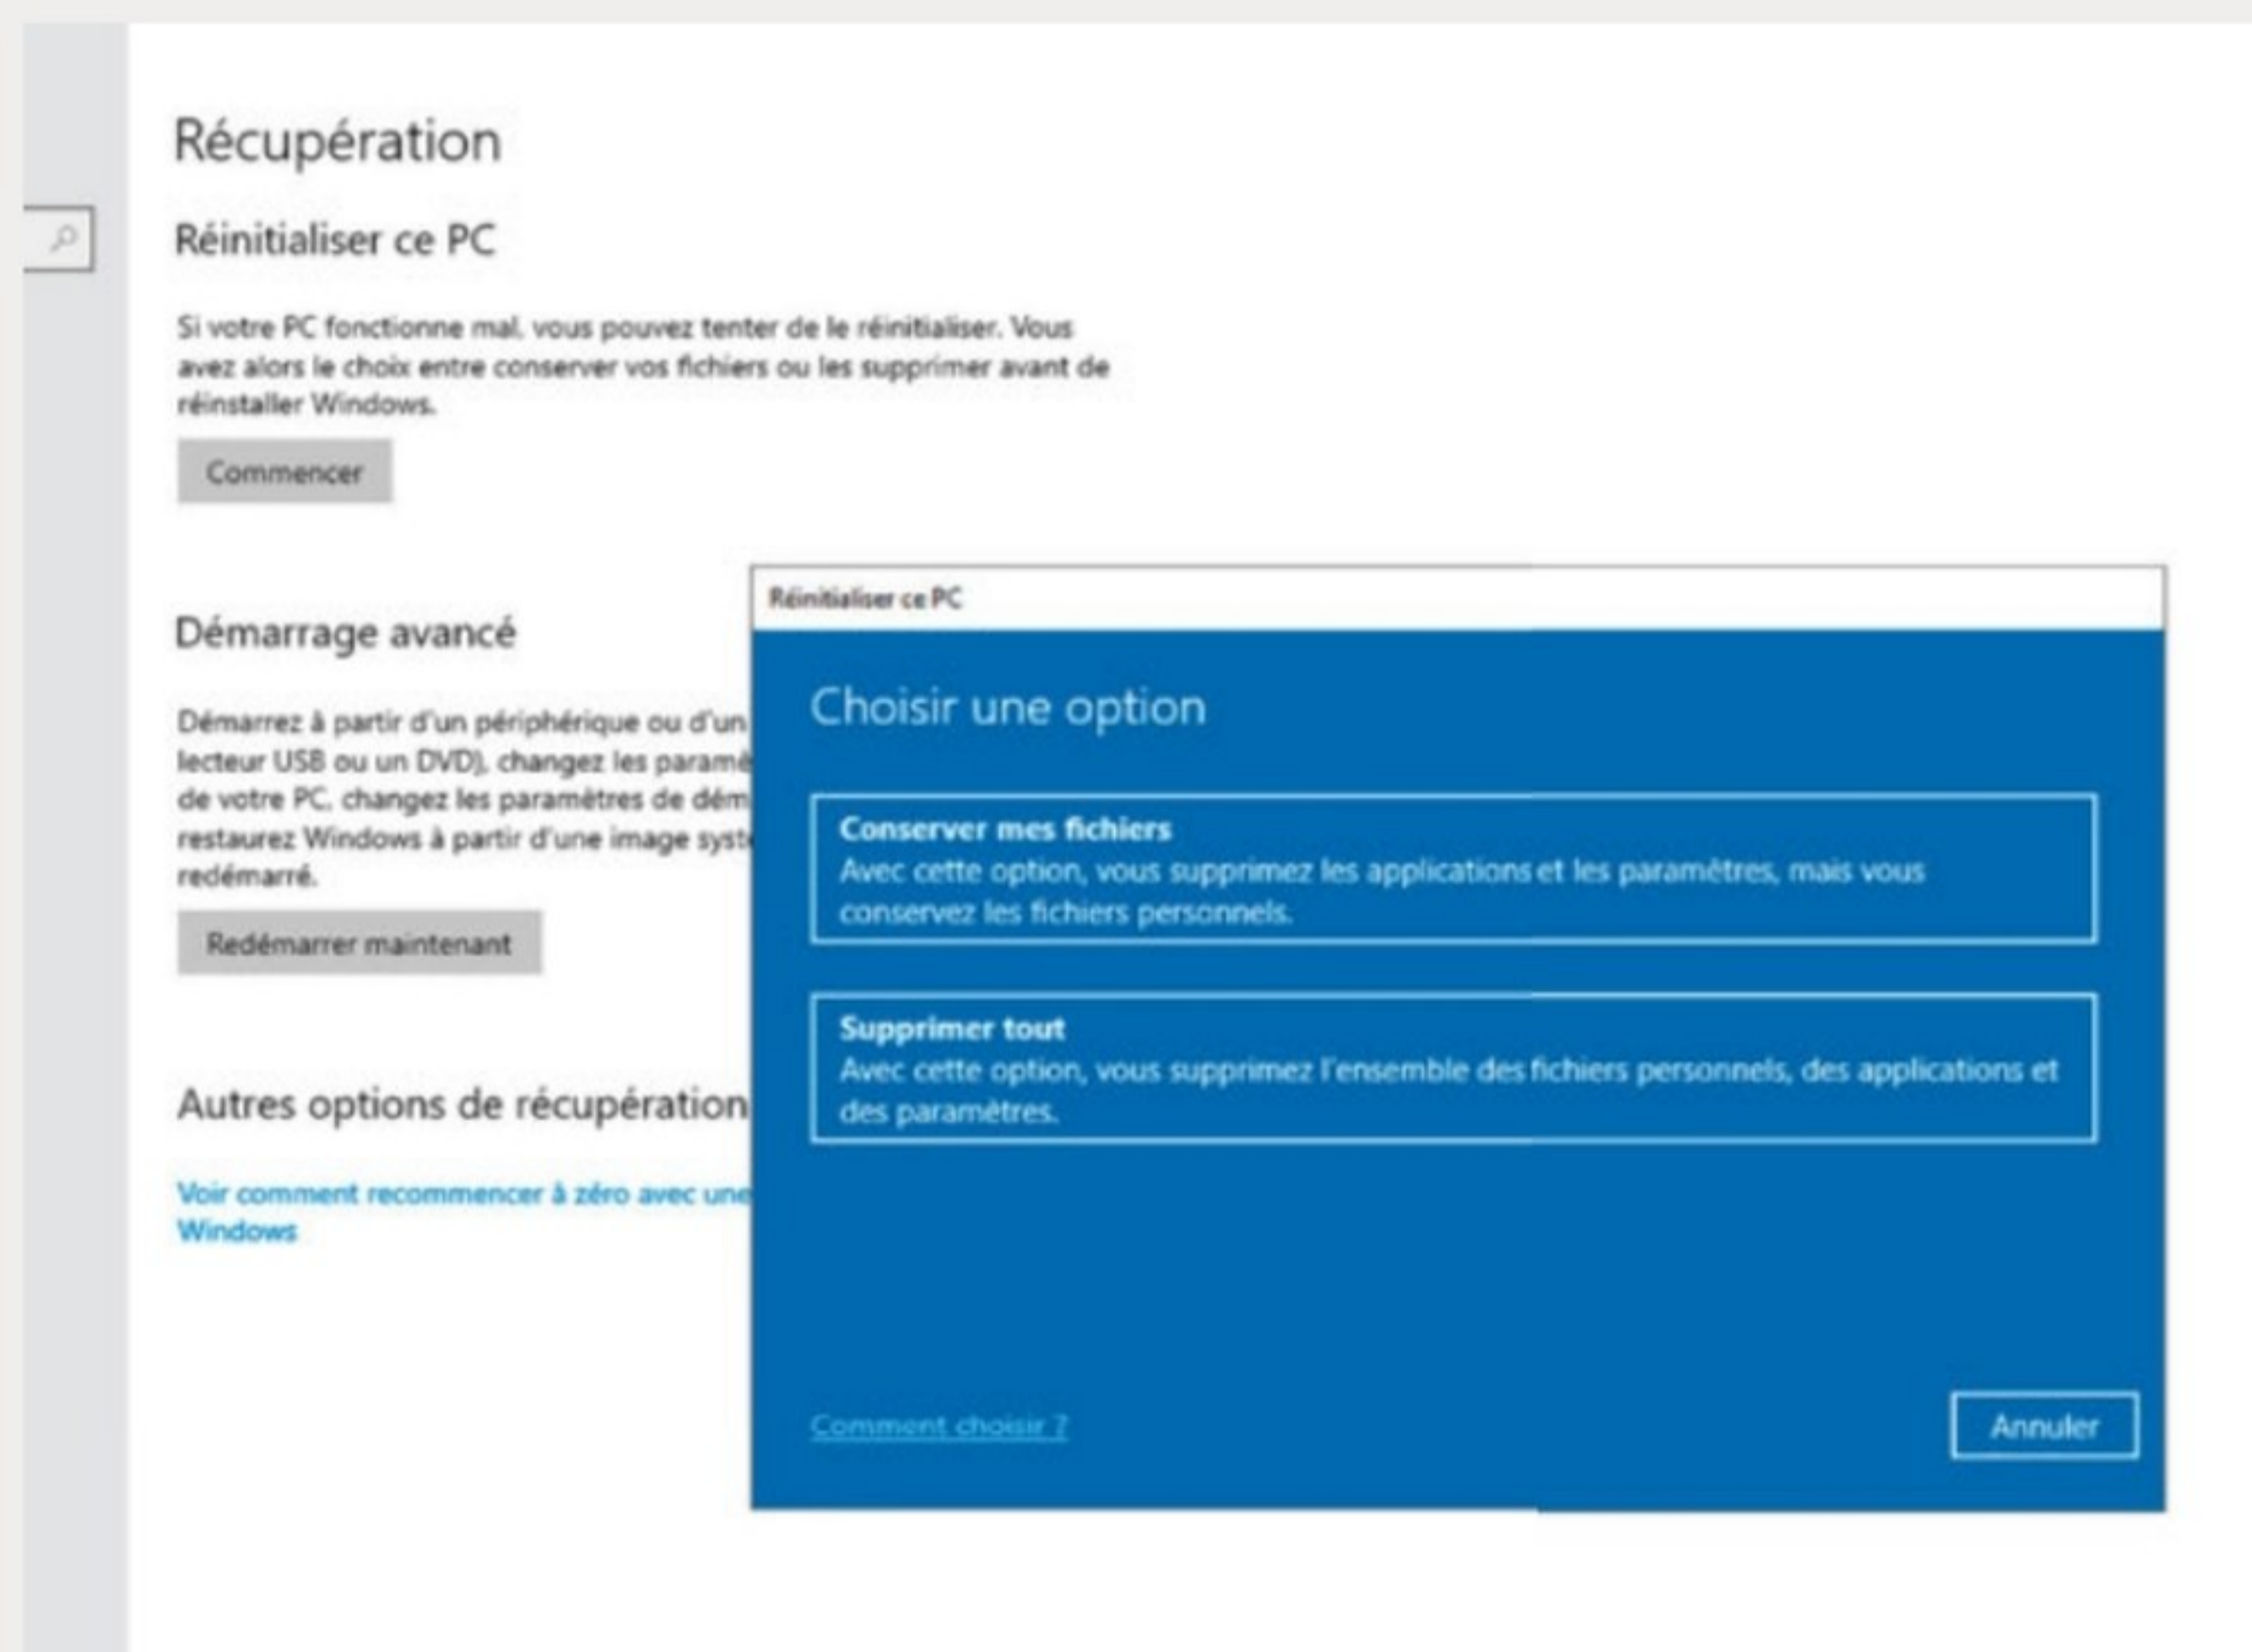 Récupération
Réinitialiser ce PC
Si votre PC fonctionne mal, vous pouvez tenter de le réinitialiser. Vous
avez alors le choix entre conserver vos fichiers ou les supprimer avant de
réinstaller Windows.
Commencer
Démarrage avancé
Démarrez à partir d'un périphérique ou d'un
lecteur USB ou un DVD), changez les paramè
de votre PC, changez les paramètres de dém
restaurez Windows à partir d'une image syst
redémarré.
Redémarrer maintenant
Autres options de récupération
Voir comment recommencer à zéro avec une
Windows
Réinitialiser ce PC
Choisir une option
Conserver mes fichiers
Avec cette option, vous supprimez les applications et les paramètres, mais vous
conservez les fichiers personnels.
Supprimer tout
Avec cette option, vous supprimez l'ensemble des fichiers personnels, des applications et
des paramètres.
Comment choisir ?
Annuler